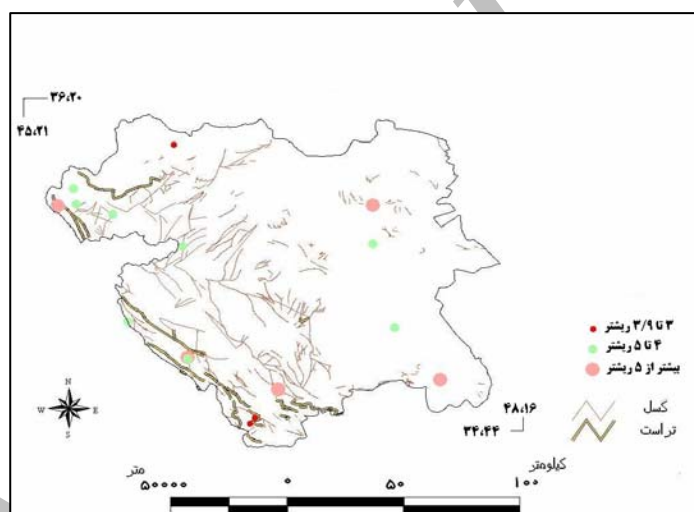 ۳۶،۲۰
۴۵،۲۱
۳ تا ۳/۹ ریشتر
۴ تا ۵ ریشتر
بیشتر از ۵ ریشتر
۴۸،۱۶
۳۴،۴۴
گسل
تراست
N
W E
S
متر
کیلومتر
۵۰۰۰۰ ۰ ۵۰ ۱۰۰